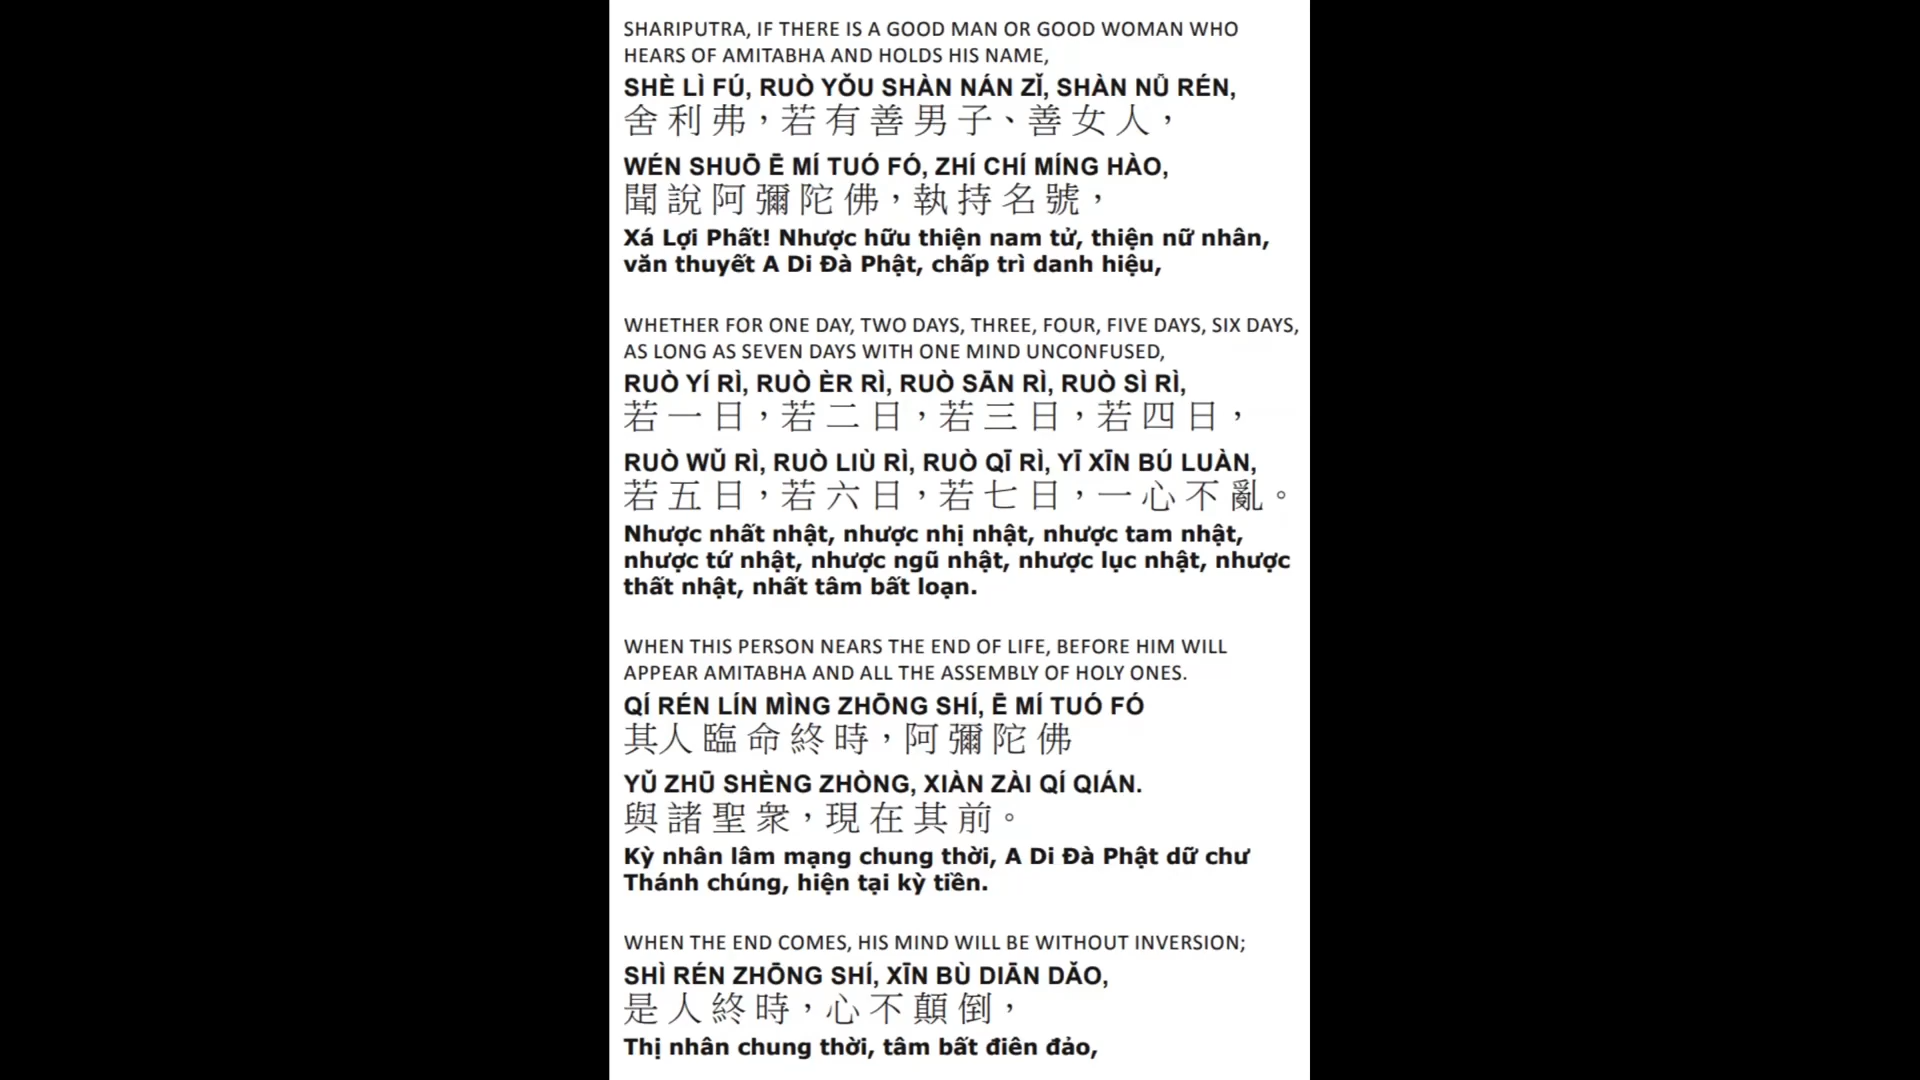 SHARIPUTRA, IF THERE IS A GOOD MAN OR GOOD WOMAN WHO
HEARS OF AMITABHA AND HOLDS HIS NAME,
SHÈ LÌ FÚ, RUÒ YǑU SHÀN NÁN ZǏ, SHÀN NǙ RÉN,
舍利弗，若有善男子、善女人，
WÉN SHUŌ Ē MÍ TUÓ FÓ, ZHÍ CHÍ MÍNG HÀO,
聞說阿彌陀佛，執持名號，
Xá Lợi Phất! Nhược hữu thiện nam tử, thiện nữ nhân,
văn thuyết A Di Đà Phật, chấp trì danh hiệu,
WHETHER FOR ONE DAY, TWO DAYS, THREE, FOUR, FIVE DAYS, SIX DAYS,
AS LONG AS SEVEN DAYS WITH ONE MIND UNCONFUSED,
RUÒ YÍ RÌ, RUÒ ÈR RÌ, RUÒ SĀN RÌ, RUÒ SÌ RÌ,
若一日，若二日，若三日，若四日，
RUÒ WǓ RÌ, RUÒ LIÙ RÌ, RUÒ QĪ RÌ, YĪ XĪN BÚ LUÀN,
若五日，若六日，若七日，一心不亂。
Nhược nhất nhật, nhược nhị nhật, nhược tam nhật,
nhược tứ nhật, nhược ngũ nhật, nhược lục nhật, nhược
thất nhật, nhất tâm bất loạn.
WHEN THIS PERSON NEARS THE END OF LIFE, BEFORE HIM WILL
APPEAR AMITABHA AND ALL THE ASSEMBLY OF HOLY ONES.
QÍ RÉN LÍN MÌNG ZHŌNG SHÍ, Ē MÍ TUÓ FÓ
其人臨命終時，阿彌陀佛
YǓ ZHŪ SHÈNG ZHÒNG, XIÀN ZÀI QÍ QIÁN.
與諸聖衆，現在其前。
Kỳ nhân lâm mạng chung thời, A Di Đà Phật dữ chư
Thánh chúng, hiện tại kỳ tiền.
WHEN THE END COMES, HIS MIND WILL BE WITHOUT INVERSION;
SHÌ RÉN ZHŌNG SHÍ, XĪN BÙ DIĀN DǍO,
是人終時，心不顛倒，
Thị nhân chung thời, tâm bất điên đảo,